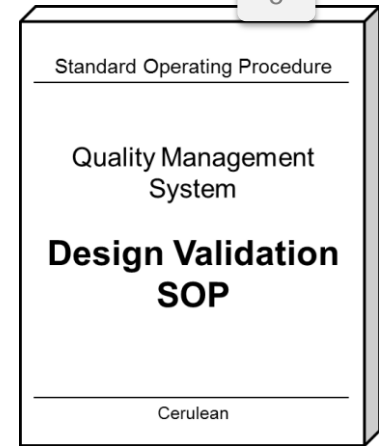 Standard Operating Procedure
Quality Management
System
Design Validation
SOP
Cerulean